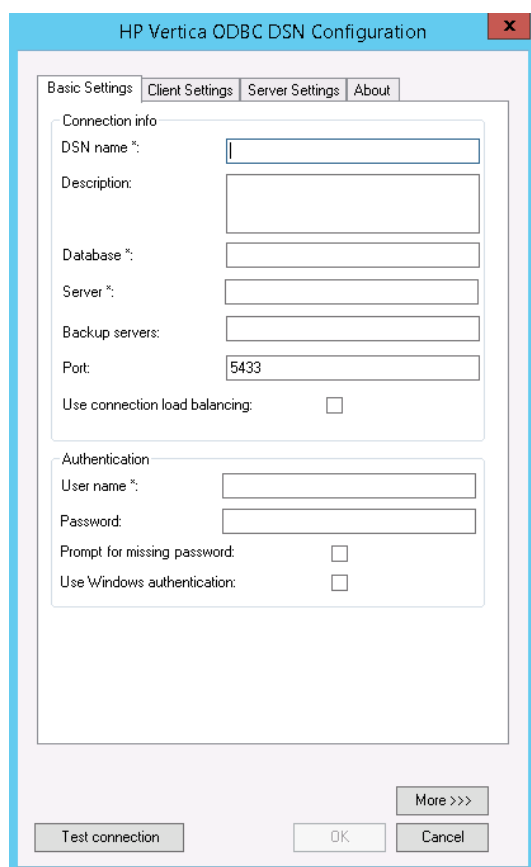 HP Vertica ODBC DSN Configuration
x
Basic Settings Client Settings Server Settings About
Connection info
DSN name *:
Description:
Database *:
Server *:
Backup servers:
Port: 5433
Use connection load balancing:
Authentication
User name *:
Password:
Prompt for missing password:
Use Windows authentication:
More >>>
Test connection OK Cancel